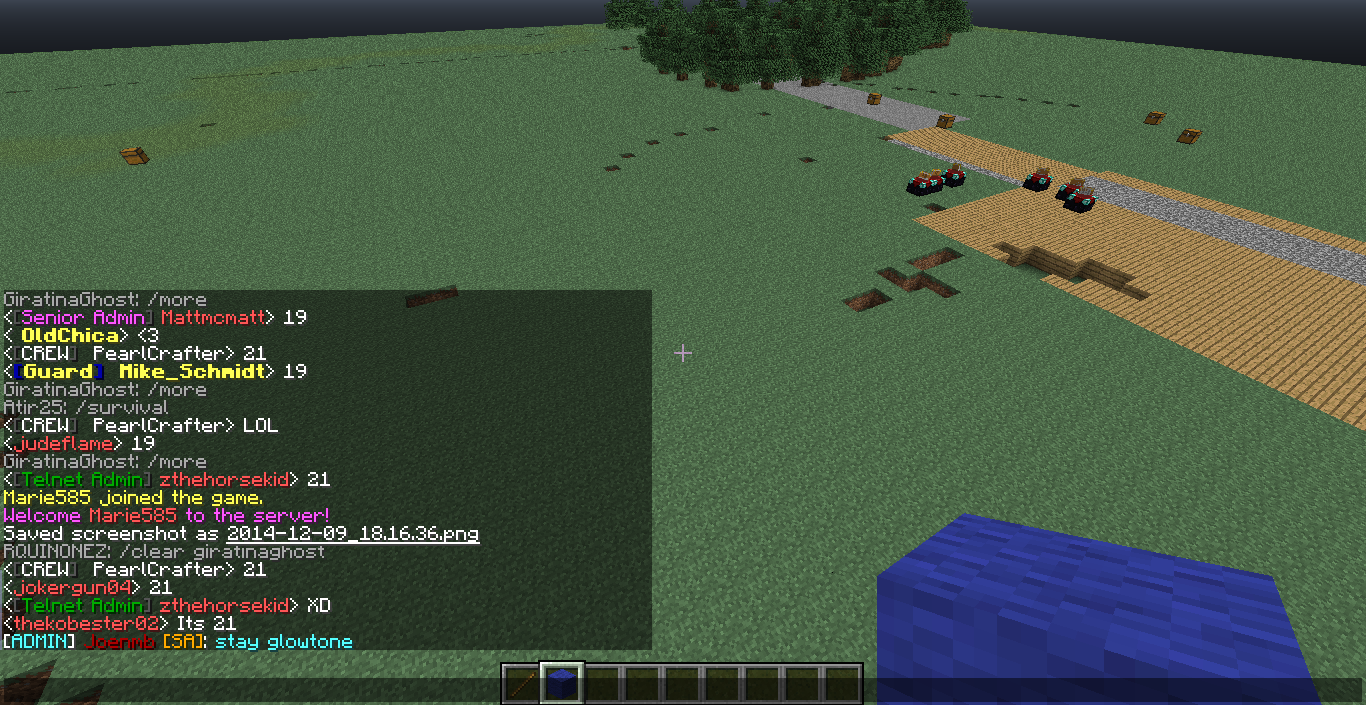 GiratinaGhost: /more
<[Senior Admin] Mattmcmatt> 19
< OldChica> <3
<[CREW] PearlCrafter> 21
<[Guard] Mike_Schmidt> 19
GiratinaGhost: /more
Atir25: /survival
<[CREW] PearlCrafter> LOL
<judeflame> 19
GiratinaGhost: /more
<[Telnet Admin] zthehorsekid> 21
Marie585 joined the game.
Welcome Marie585 to the server!
Saved screenshot as 2014-12-09_18.16.36.png
RQUINONEZ: /clear giratinaghost
<[CREW] PearlCrafter> 21
<jokergun04> 21
<[Telnet Admin] zthehorsekid> XD
<thekobester02> Its 21
[ADMIN] Joenmb [SA]: stay glowtone